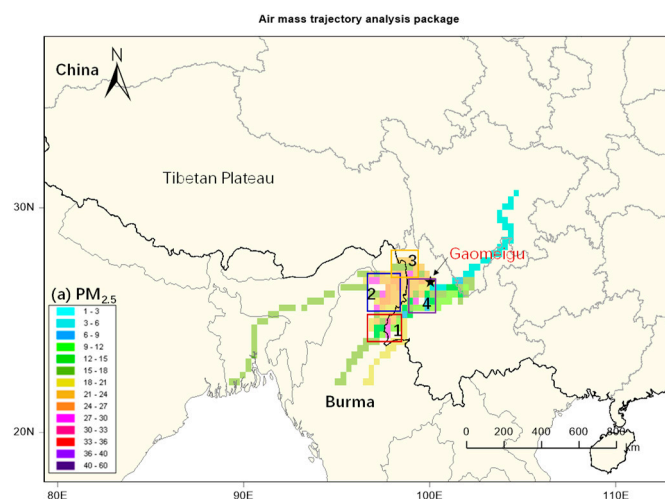 Air mass trajectory analysis package
N
China
Tibetan Plateau
30N
3
Gaomeigu
2
(a) PM2.5
4
1 - 3
3 - 6
6 - 9
9 - 12
12 - 15
15 - 18
18 - 21
21 - 24
24 - 27
27 - 30
30 - 33
33 - 36
36 - 40
40 - 60
1
Burma
20N
0 200 400 600 800
km
80E 90E 100E 110E